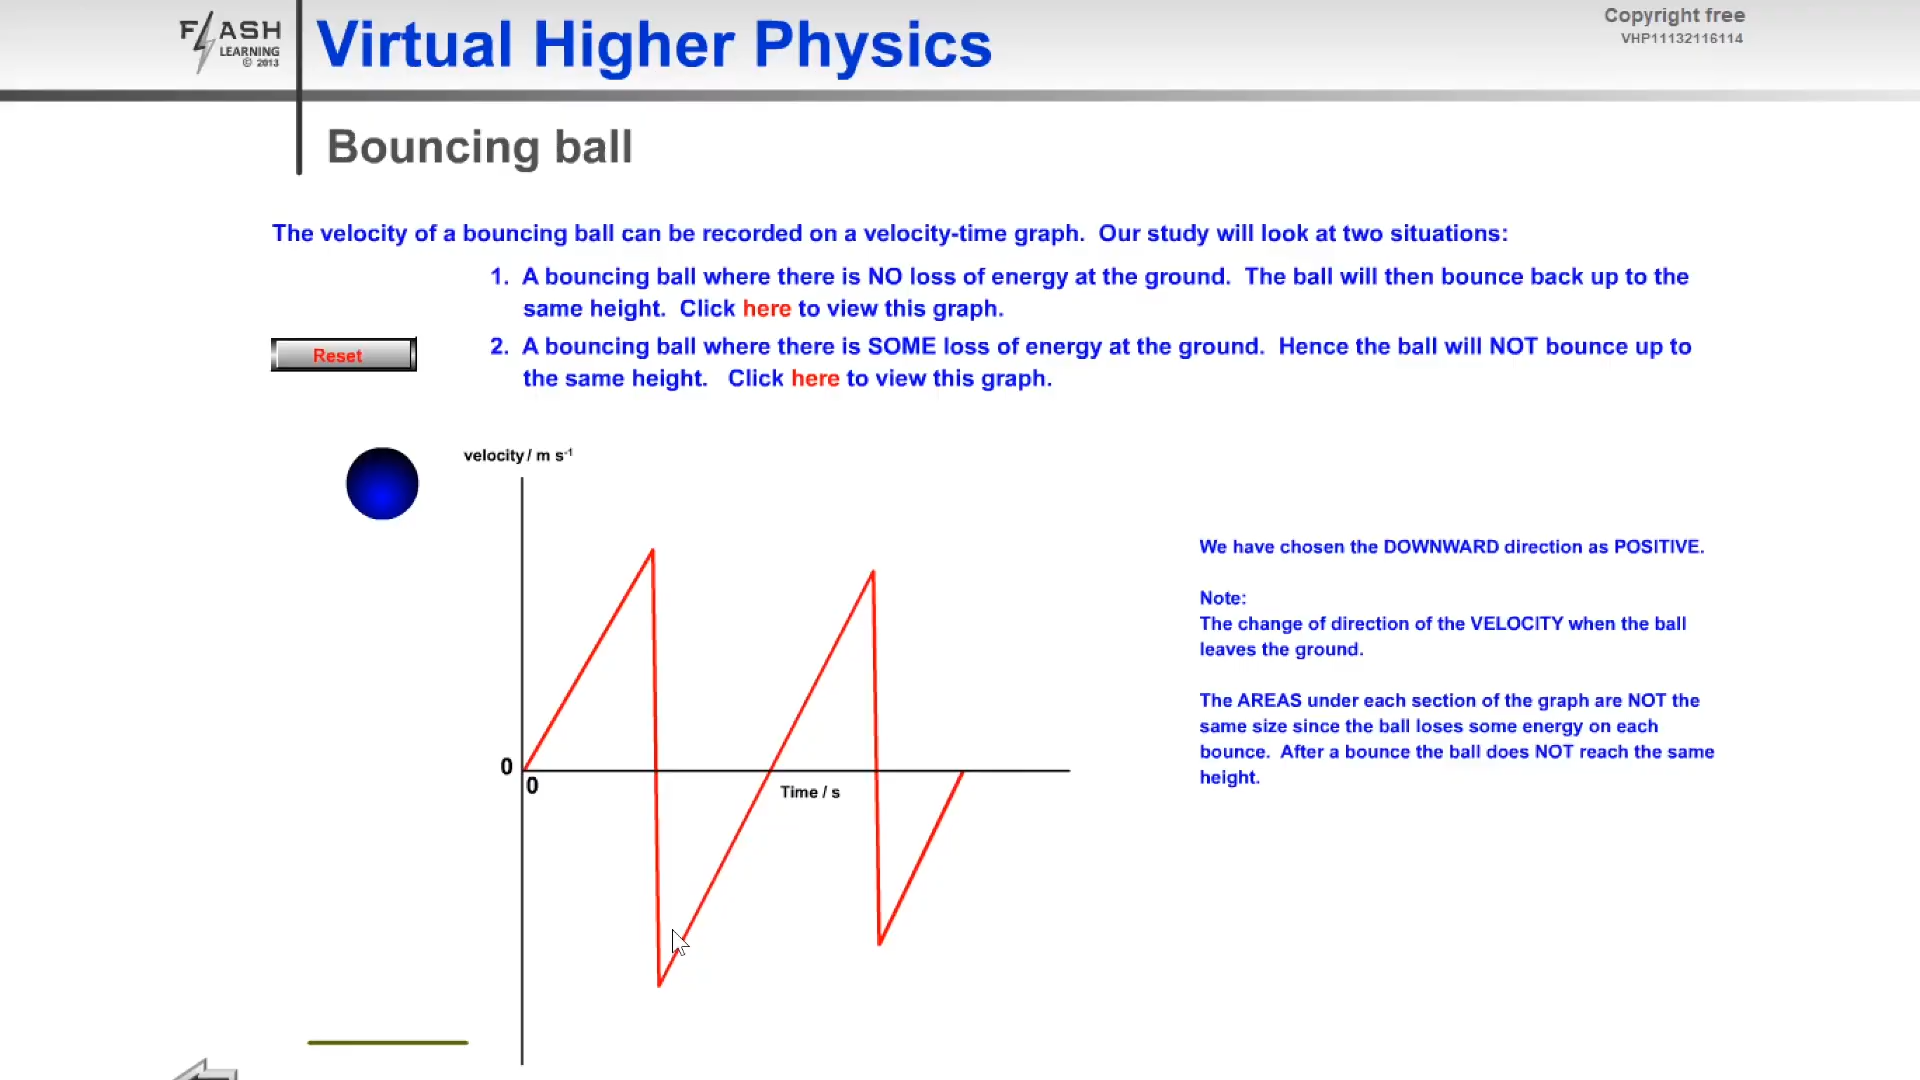 FLASH
LEARNING
© 2013
Virtual Higher Physics
Copyright free
VHP11132116114
Bouncing ball
The velocity of a bouncing ball can be recorded on a velocity-time graph. Our study will look at two situations:
1. A bouncing ball where there is NO loss of energy at the ground. The ball will then bounce back up to the
same height. Click here to view this graph.
Reset
2. A bouncing ball where there is SOME loss of energy at the ground. Hence the ball will NOT bounce up to
the same height. Click here to view this graph.
velocity / m s⁻¹
0
0
Time / s
We have chosen the DOWNWARD direction as POSITIVE.
Note:
The change of direction of the VELOCITY when the ball
leaves the ground.
The AREAS under each section of the graph are NOT the
same size since the ball loses some energy on each
bounce. After a bounce the ball does NOT reach the same
height.